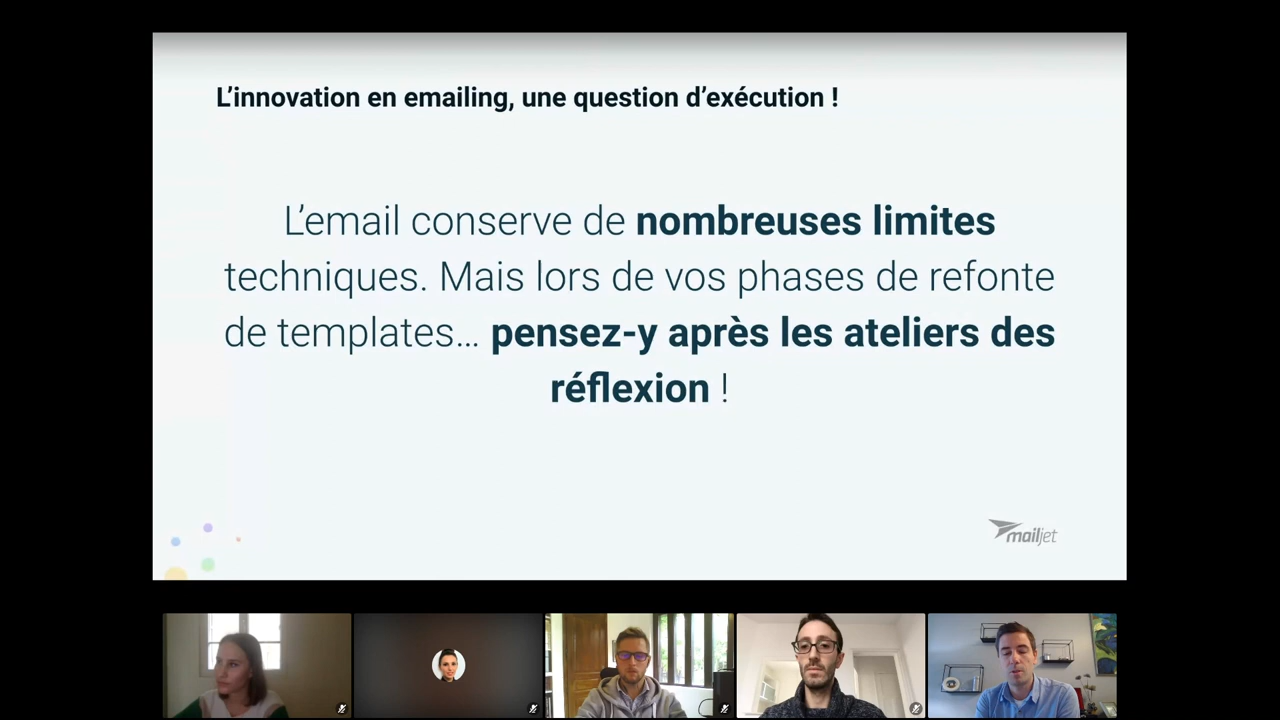 L’innovation en emailing, une question d’exécution !
L’email conserve de nombreuses limites
techniques. Mais lors de vos phases de refonte
de templates… pensez-y après les ateliers des
réflexion !
mailjet